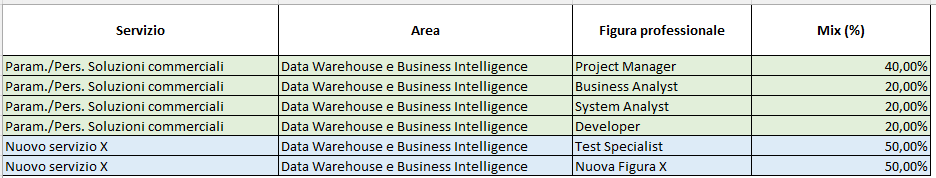 Servizio Area Figura professionale Mix (%)
Param./Pers. Soluzioni commerciali Data Warehouse e Business Intelligence Project Manager 40,00%
Param./Pers. Soluzioni commerciali Data Warehouse e Business Intelligence Business Analyst 20,00%
Param./Pers. Soluzioni commerciali Data Warehouse e Business Intelligence System Analyst 20,00%
Param./Pers. Soluzioni commerciali Data Warehouse e Business Intelligence Developer 20,00%
Nuovo servizio X Data Warehouse e Business Intelligence Test Specialist 50,00%
Nuovo servizio X Data Warehouse e Business Intelligence Nuova Figura X 50,00%